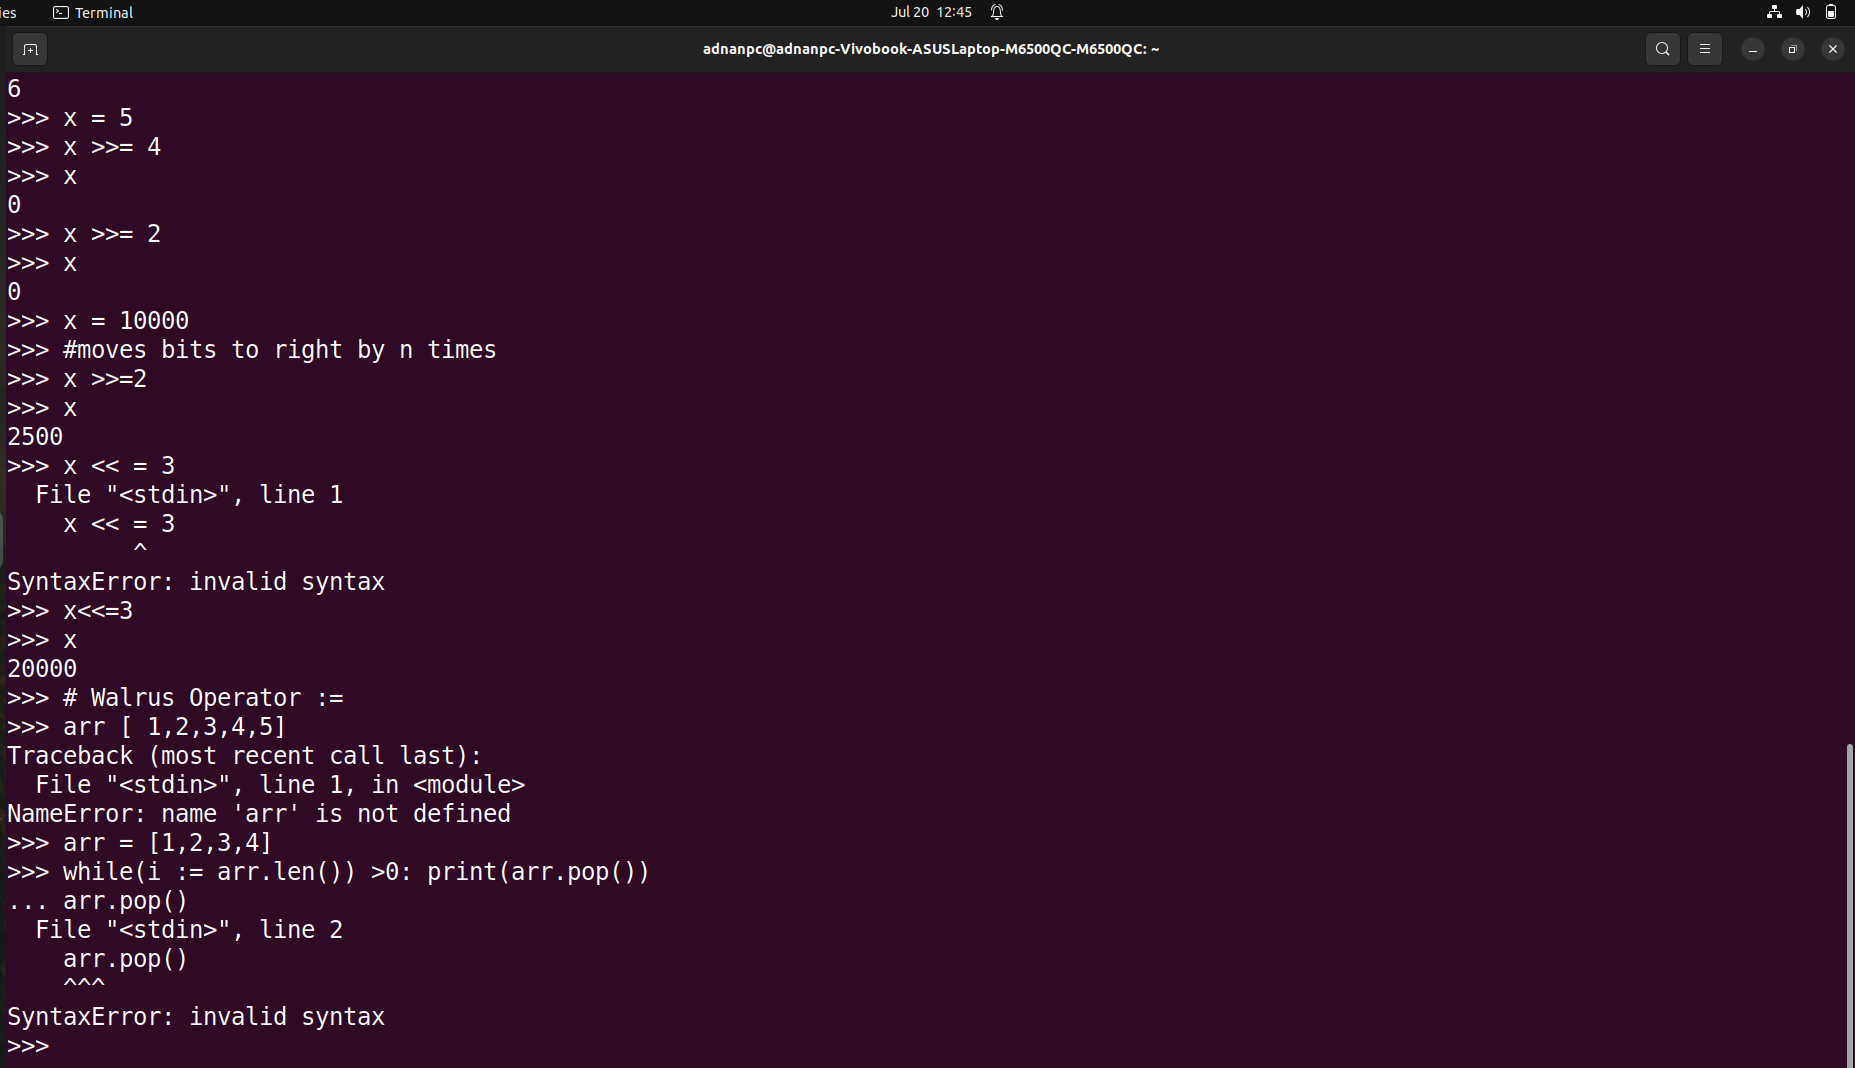 ies Terminal Jul 20 12:45
adnanpc@adnanpc-Vivobook-ASUSLaptop-M6500QC-M6500QC: ~
6
>>> x = 5
>>> x >>= 4
>>> x
0
>>> x >>= 2
>>> x
0
>>> x = 10000
>>> #moves bits to right by n times
>>> x >>=2
>>> x
2500
>>> x << = 3
  File "<stdin>", line 1
    x << = 3
         ^
SyntaxError: invalid syntax
>>> x<<=3
>>> x
20000
>>> # Walrus Operator :=
>>> arr [ 1,2,3,4,5]
Traceback (most recent call last):
  File "<stdin>", line 1, in <module>
NameError: name 'arr' is not defined
>>> arr = [1,2,3,4]
>>> while(i := arr.len()) >0: print(arr.pop())
... arr.pop()
  File "<stdin>", line 2
    arr.pop()
    ^^^
SyntaxError: invalid syntax
>>>